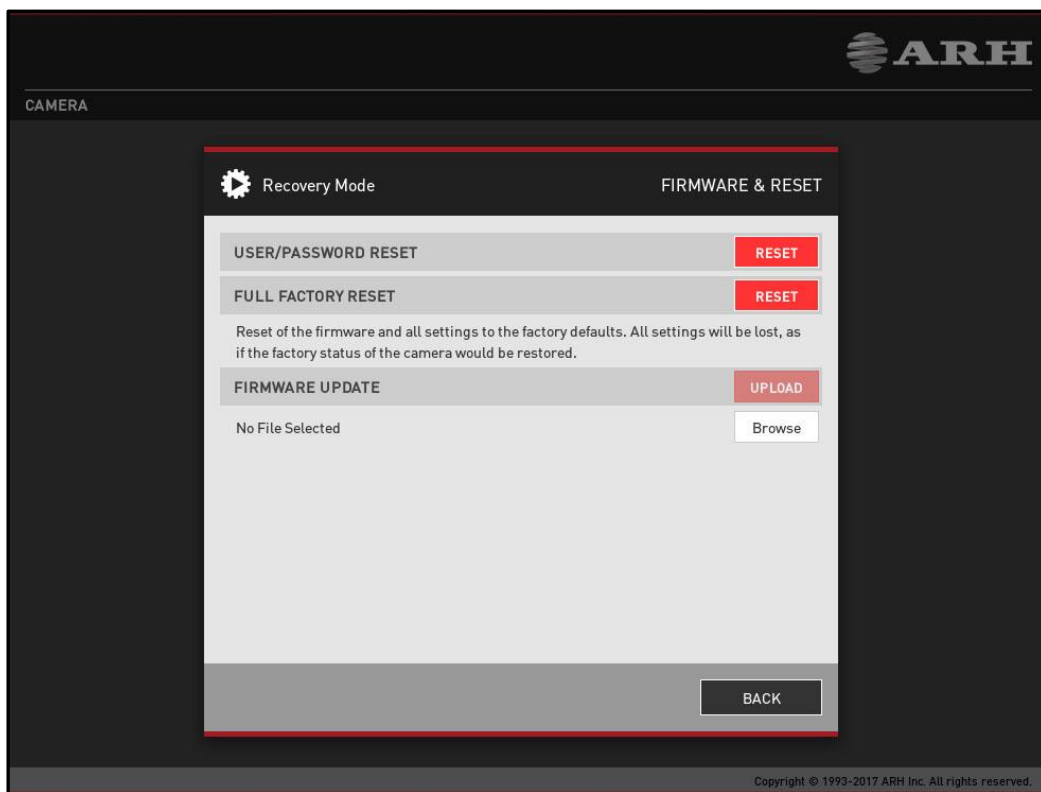 ARH
CAMERA
Recovery Mode
FIRMWARE & RESET
USER/PASSWORD RESET
RESET
FULL FACTORY RESET
RESET
Reset of the firmware and all settings to the factory defaults. All settings will be lost, as
if the factory status of the camera would be restored.
FIRMWARE UPDATE
UPLOAD
No File Selected
Browse
BACK
Copyright © 1993-2017 ARH Inc. All rights reserved.